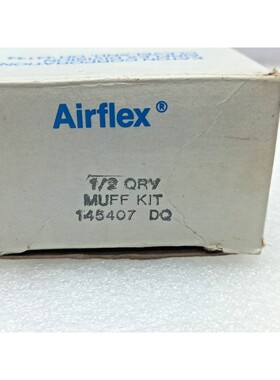 Airflex®
1/2 QRV
MUFF KIT
145407 DQ